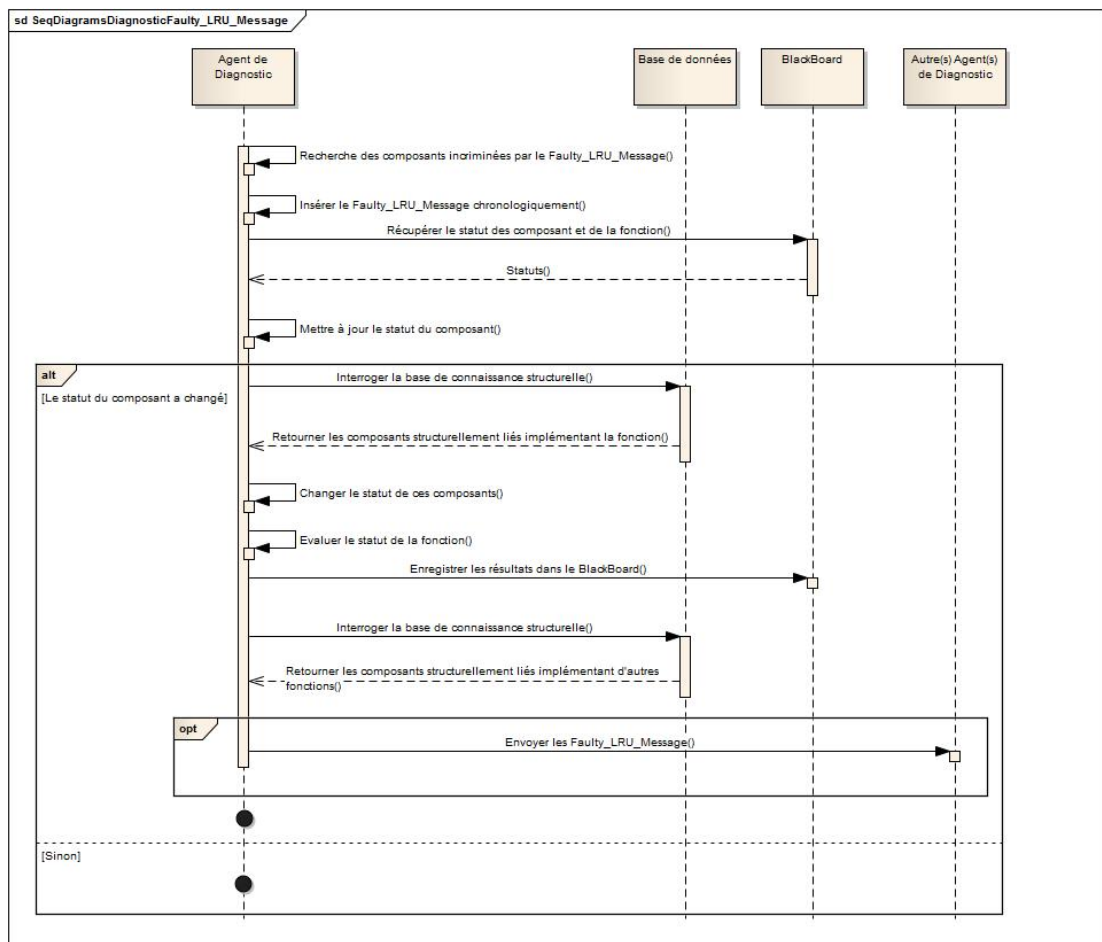 sd SeqDiagramsDiagnosticFaulty_LRU_Message
Agent de
Diagnostic
Base de données
BlackBoard
Autre(s) Agent(s)
de Diagnostic
Recherche des composants incriminées par le Faulty_LRU_Message()
Insérer le Faulty_LRU_Message chronologiquement()
Récupérer le statut des composant et de la fonction()
Statuts()
Mettre à jour le statut du composant()
alt
[Le statut du composant a changé]
Interroger la base de connaissance structurelle()
Retourner les composants structurellement liés implémentant la fonction()
Changer le statut de ces composants()
Evaluer le statut de la fonction()
Enregistrer les résultats dans le BlackBoard()
Interroger la base de connaissance structurelle()
Retourner les composants structurellement liés implémentant d'autres
fonctions()
opt
Envoyer les Faulty_LRU_Message()
[Sinon]